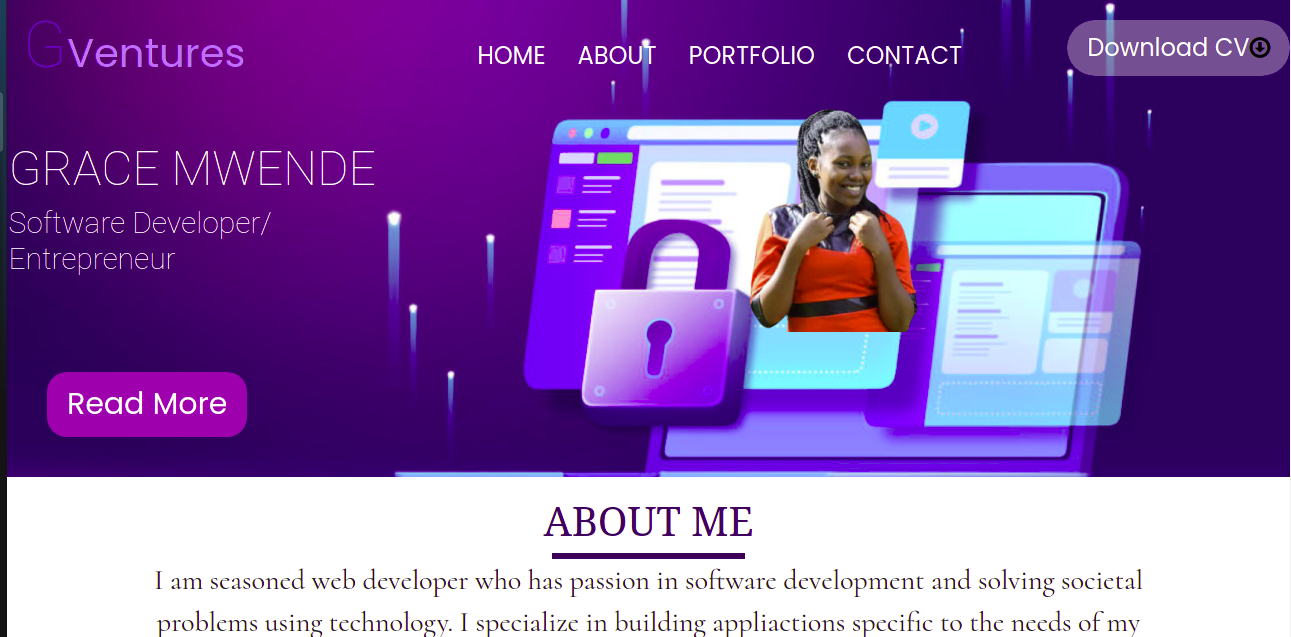 GVentures
HOME ABOUT PORTFOLIO CONTACT
Download CV
GRACE MWENDE
Software Developer/
Entrepreneur
Read More
ABOUT ME
I am seasoned web developer who has passion in software development and solving societal
problems using technology. I specialize in building appliactions specific to the needs of my